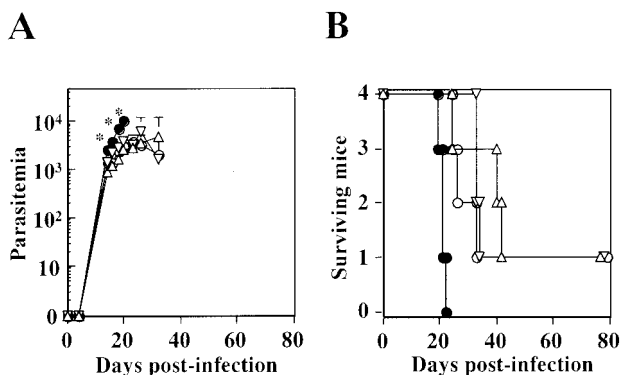 A
B
* * *
Parasitemia
10⁴
10³
10²
10
0
0 20 40 60 80
Days post-infection
Surviving mice
4
3
2
1
0
0 20 40 60 80
Days post-infection